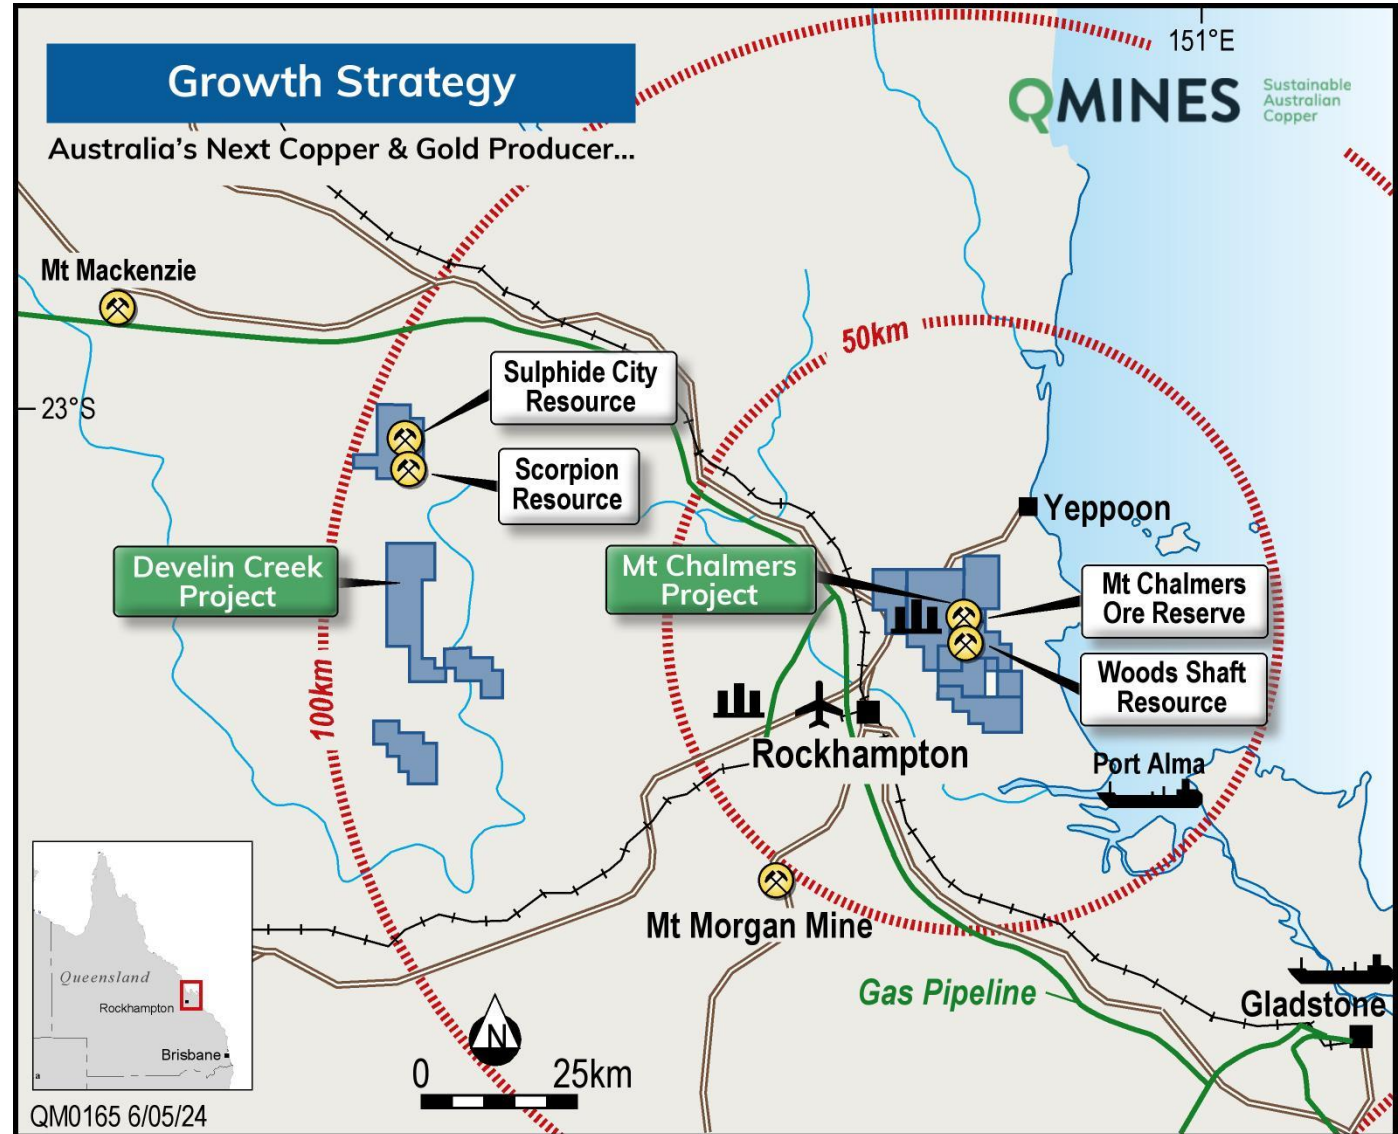 Growth Strategy
Australia's Next Copper & Gold Producer...
151°E
QMINES
Sustainable
Australian
Copper
Mt Mackenzie
50km
Sulphide City
Resource
23°S
Scorpion
Resource
Yeppoon
Develin Creek
Project
Mt Chalmers
Project
Mt Chalmers
Ore Reserve
Woods Shaft
Resource
100km
Rockhampton
Port Alma
Mt Morgan Mine
Queensland
Rockhampton
Brisbane
Gas Pipeline
Gladstone
N
0 25km
QM0165 6/05/24